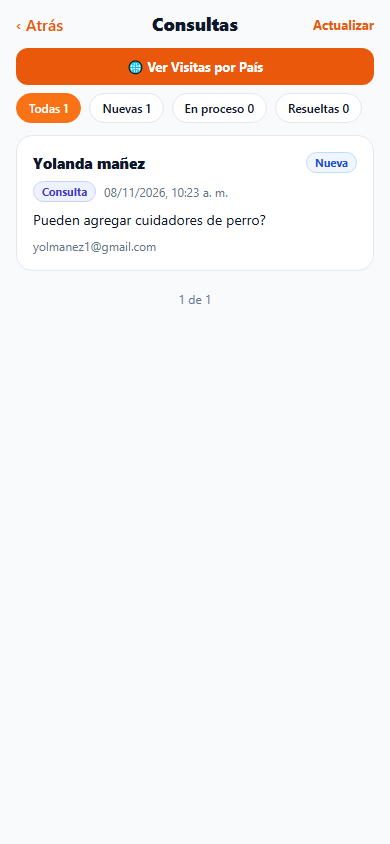 ‹ Atrás
Consultas
Actualizar
🌐 Ver Visitas por País
Todas 1
Nuevas 1
En proceso 0
Resueltas 0
Yolanda mañez
Nueva
Consulta
08/11/2026, 10:23 a. m.
Pueden agregar cuidadores de perro?
yolmanez1@gmail.com
1 de 1